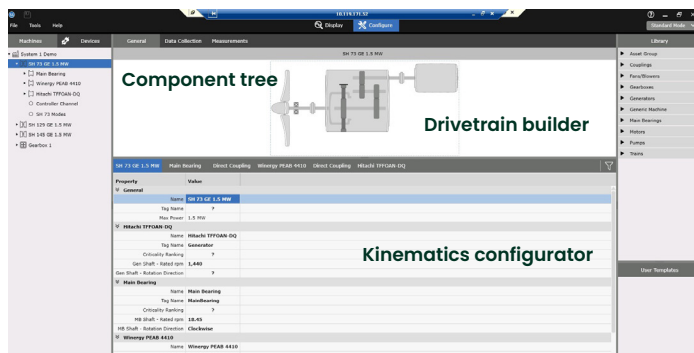 10.119.171.52
File Tools Help
Display Configure
Standard Mode
Machines Devices
General Data Collection Measurements
Library
System 1 Demo
SH 73 GE 1.5 MW
Main Bearing
Winergy PEAB 4410
Hitachi TFFOAN-DQ
Controller Channel
SH 73 Modes
SH 129 GE 1.5 MW
SH 145 GE 1.5 MW
Gearbox 1
SH 73 GE 1.5 MW
Component tree
Drivetrain builder
SH 73 GE 1.5 MW Main Bearing Direct Coupling Winergy PEAB 4410 Direct Coupling Hitachi TFFOAN-DQ
Property Value
General
Name SH 73 GE 1.5 MW
Tag Name ?
Max Power 1.5 MW
Hitachi TFFOAN-DQ
Name Hitachi TFFOAN-DQ
Tag Name Generator
Criticality Ranking ?
Gen Shaft - Rated rpm 1,440
Gen Shaft - Rotation Direction ?
Main Bearing
Name Main Bearing
Tag Name MainBearing
Criticality Ranking ?
MB Shaft - Rated rpm 18.45
MB Shaft - Rotation Direction Clockwise
Winergy PEAB 4410
Name Winergy PEAB 4410
Kinematics configurator
Asset Group
Couplings
Fans/Blowers
Gearboxes
Generators
Generic Machine
Main Bearings
Motors
Pumps
Trains
User Templates